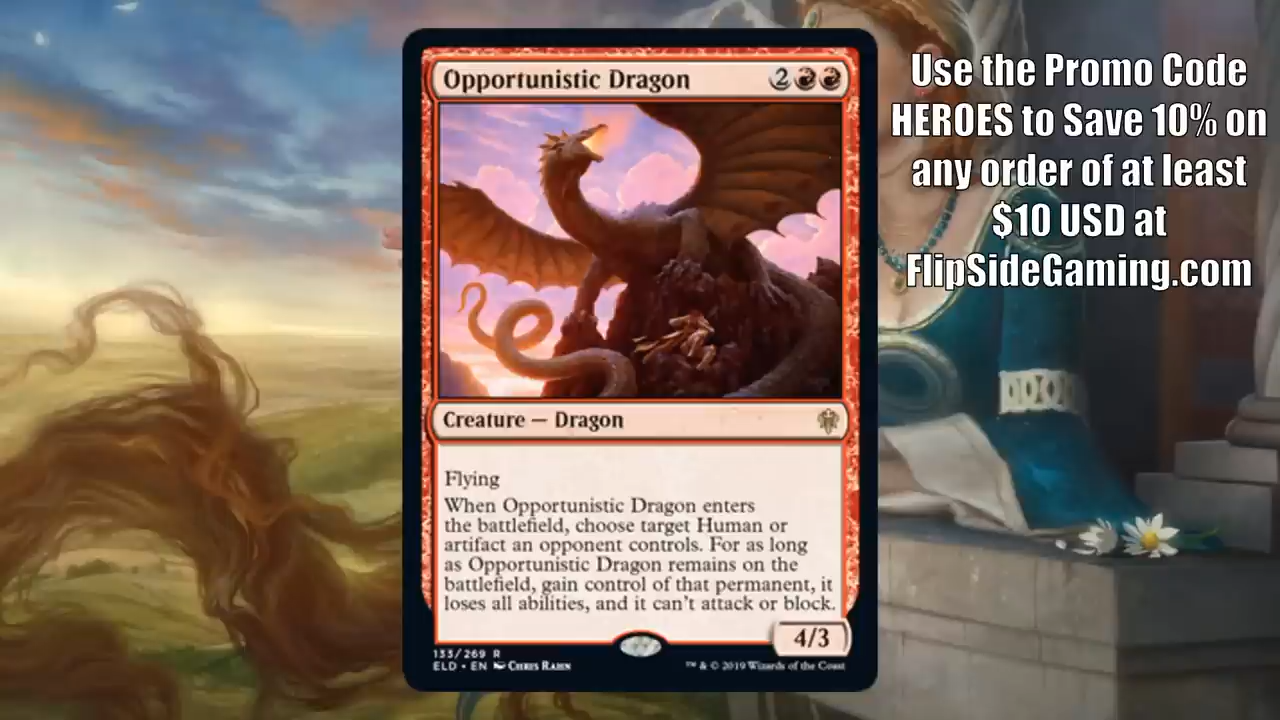 Opportunistic Dragon 2
Creature — Dragon
Flying
When Opportunistic Dragon enters
the battlefield, choose target Human or
artifact an opponent controls. For as long
as Opportunistic Dragon remains on the
battlefield, gain control of that permanent, it
loses all abilities, and it can't attack or block.
4/3
133/269 R
ELD • EN Chris Rahn
™ & © 2019 Wizards of the Coast
Use the Promo Code
HEROES to Save 10% on
any order of at least
$10 USD at
FlipSideGaming.com